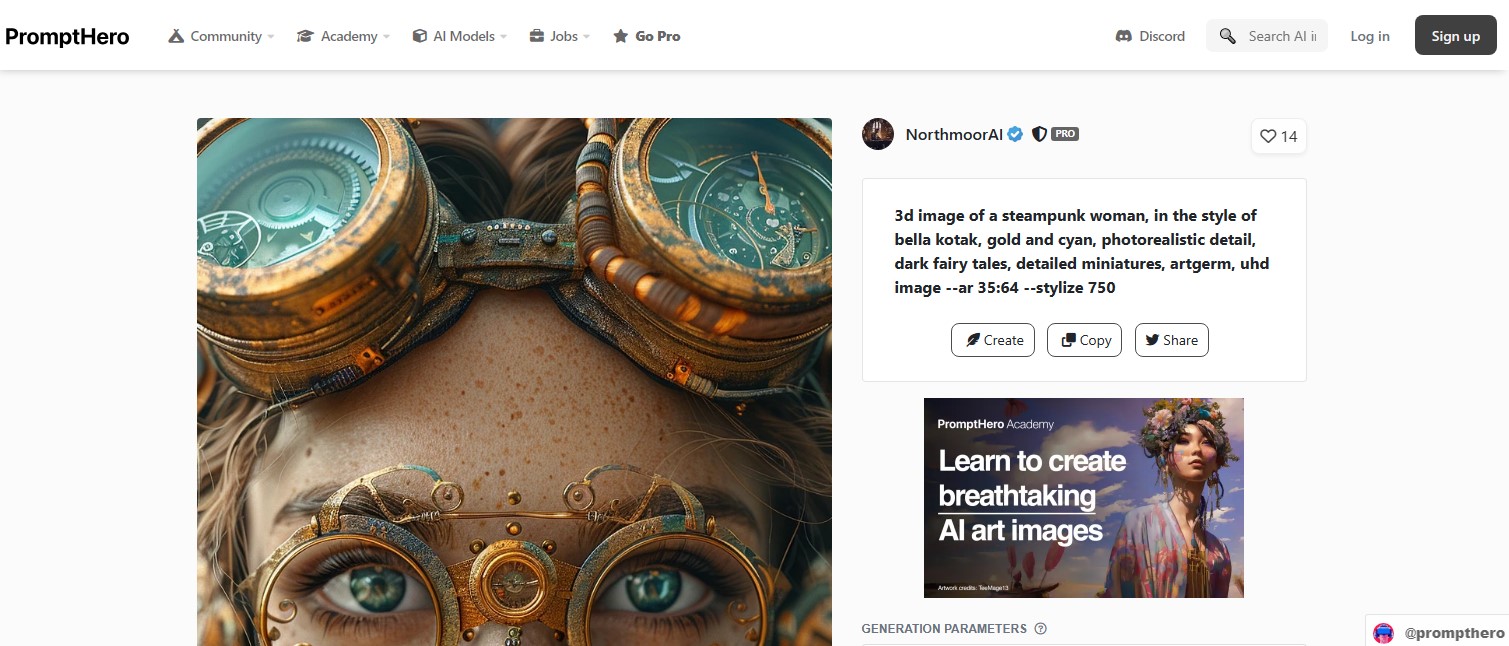 PromptHero
Community
Academy
AI Models
Jobs
Go Pro
Discord
Search AI
Log in
Sign up
NorthmoorAI
PRO
14
3d image of a steampunk woman, in the style of
bella kotak, gold and cyan, photorealistic detail,
dark fairy tales, detailed miniatures, artgerm, uhd
image --ar 35:64 --stylize 750
Create
Copy
Share
PromptHero Academy
Learn to create
breathtaking
AI art images
Artwork credits: TeeMage13
GENERATION PARAMETERS
@prompthero